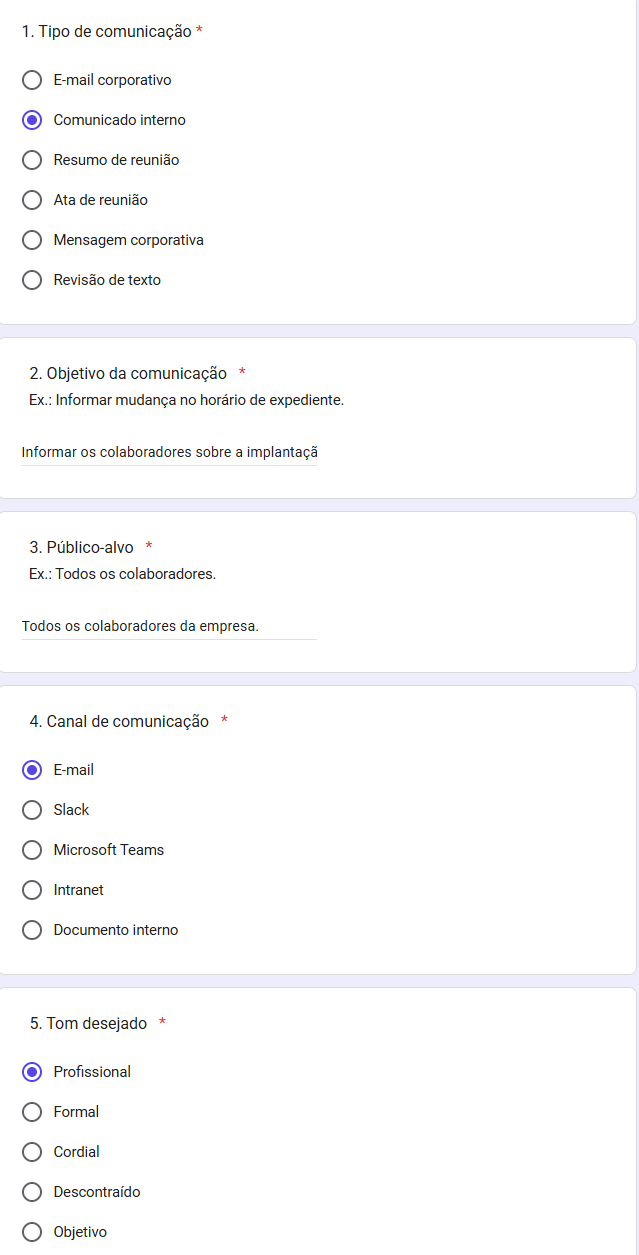 1. Tipo de comunicação *
E-mail corporativo
Comunicado interno
Resumo de reunião
Ata de reunião
Mensagem corporativa
Revisão de texto
2. Objetivo da comunicação *
Ex.: Informar mudança no horário de expediente.
Informar os colaboradores sobre a implantaçã
3. Público-alvo *
Ex.: Todos os colaboradores.
Todos os colaboradores da empresa.
4. Canal de comunicação *
E-mail
Slack
Microsoft Teams
Intranet
Documento interno
5. Tom desejado *
Profissional
Formal
Cordial
Descontraído
Objetivo